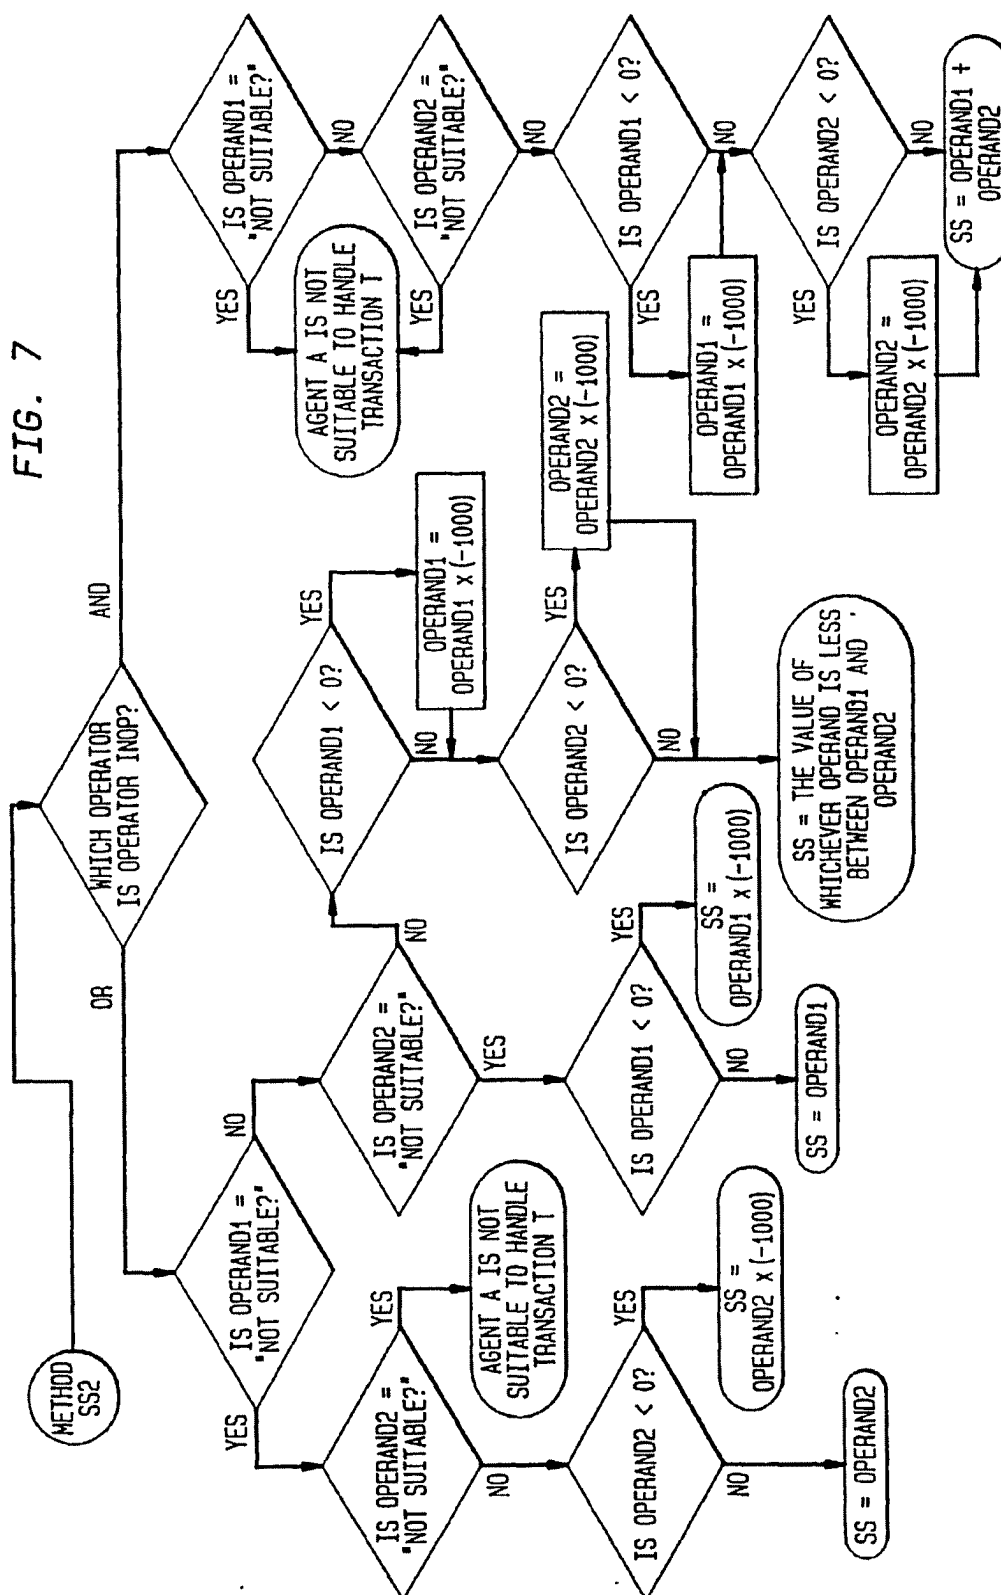 FIG. 7
METHOD
SS2
WHICH OPERATOR
IS OPERATOR INOP?
OR
AND
IS OPERAND1 =
"NOT SUITABLE?"
YES
NO
IS OPERAND2 =
"NOT SUITABLE?"
YES
NO
AGENT A IS NOT
SUITABLE TO HANDLE
TRANSACTION T
IS OPERAND2 < 0?
YES
NO
SS =
OPERAND2 x (-1000)
SS = OPERAND2
IS OPERAND2 =
"NOT SUITABLE?"
NO
YES
IS OPERAND1 < 0?
YES
NO
SS =
OPERAND1 x (-1000)
SS = OPERAND1
IS OPERAND1 < 0?
YES
NO
OPERAND1 =
OPERAND1 x (-1000)
IS OPERAND2 < 0?
YES
NO
OPERAND2 =
OPERAND2 x (-1000)
SS = THE VALUE OF
WHICHEVER OPERAND IS LESS
BETWEEN OPERAND1 AND
OPERAND2
IS OPERAND1 =
"NOT SUITABLE?"
YES
NO
AGENT A IS NOT
SUITABLE TO HANDLE
TRANSACTION T
IS OPERAND2 =
"NOT SUITABLE?"
YES
NO
IS OPERAND1 < 0?
YES
NO
OPERAND1 =
OPERAND1 x (-1000)
IS OPERAND2 < 0?
YES
NO
OPERAND2 =
OPERAND2 x (-1000)
SS = OPERAND1 +
OPERAND2